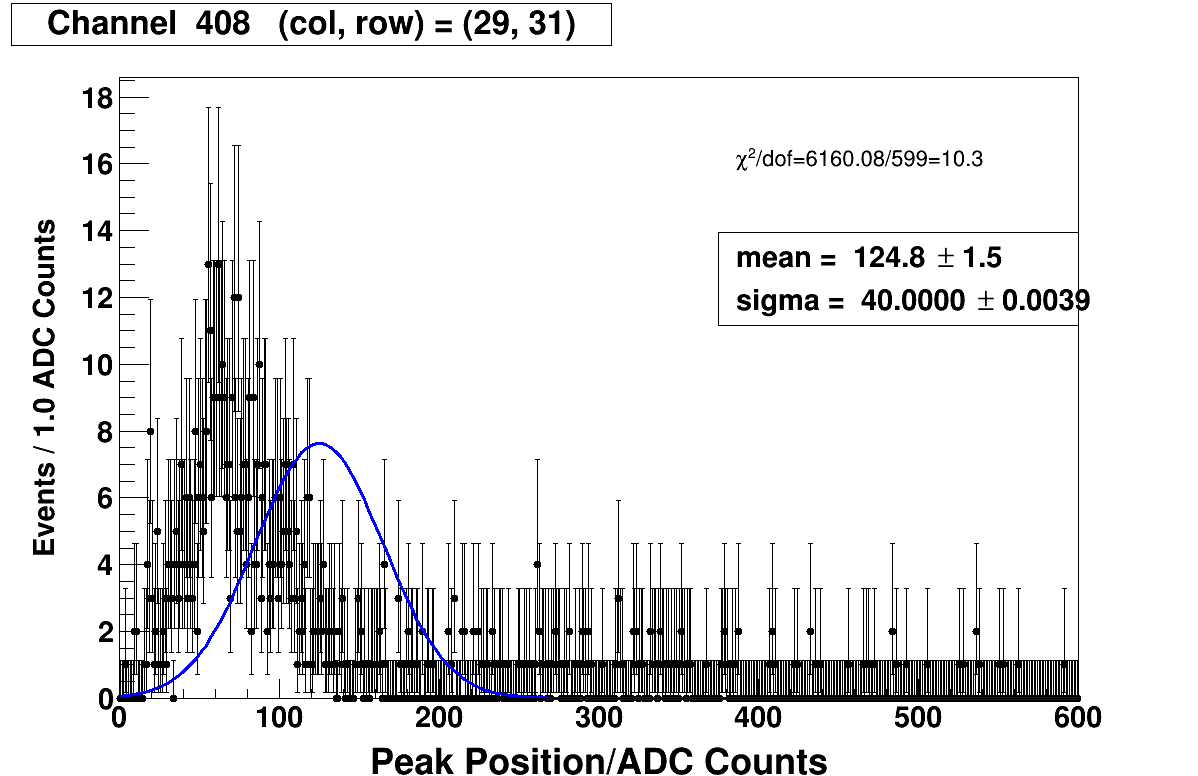 Channel 408 (col, row) = (29, 31)
χ²/dof=6160.08/599=10.3
mean = 124.8 ± 1.5
sigma = 40.0000 ± 0.0039
Events / 1.0 ADC Counts
18
16
14
12
10
8
6
4
2
0
0 100 200 300 400 500 600
Peak Position/ADC Counts